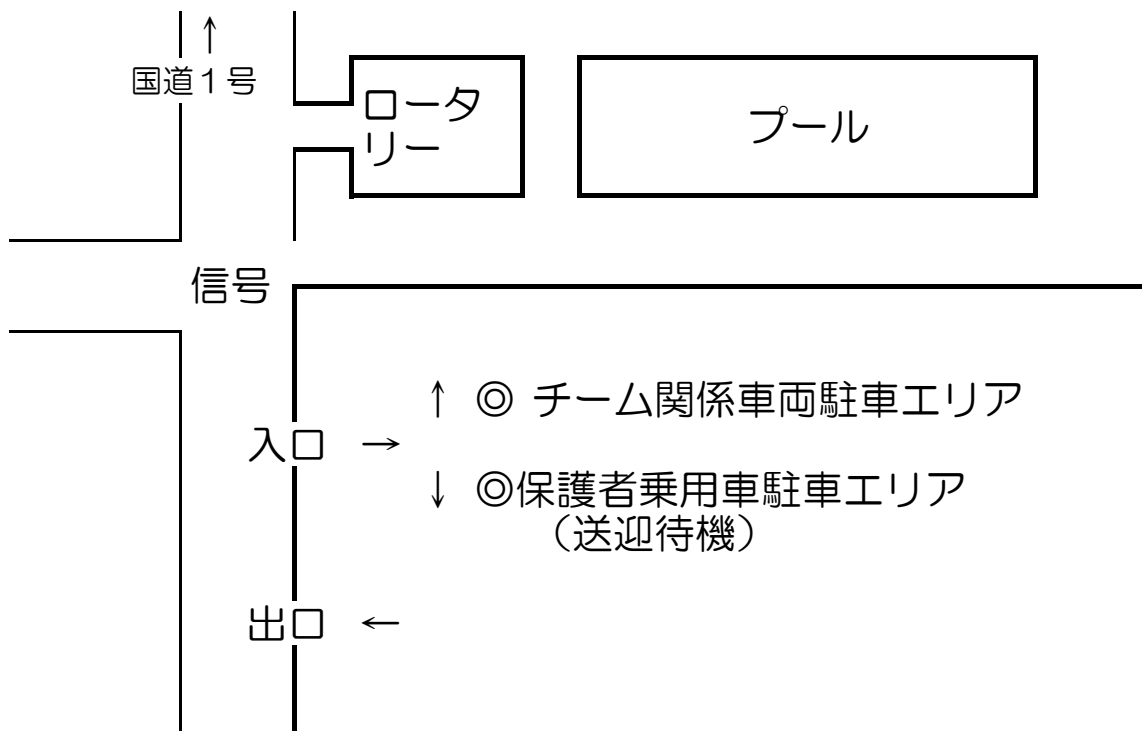 ↑
国道1号
ロータ
リー
プール
信号
↑ ◎ チーム関係車両駐車エリア
入口 →
↓ ◎保護者乗用車駐車エリア
（送迎待機）
出口 ←